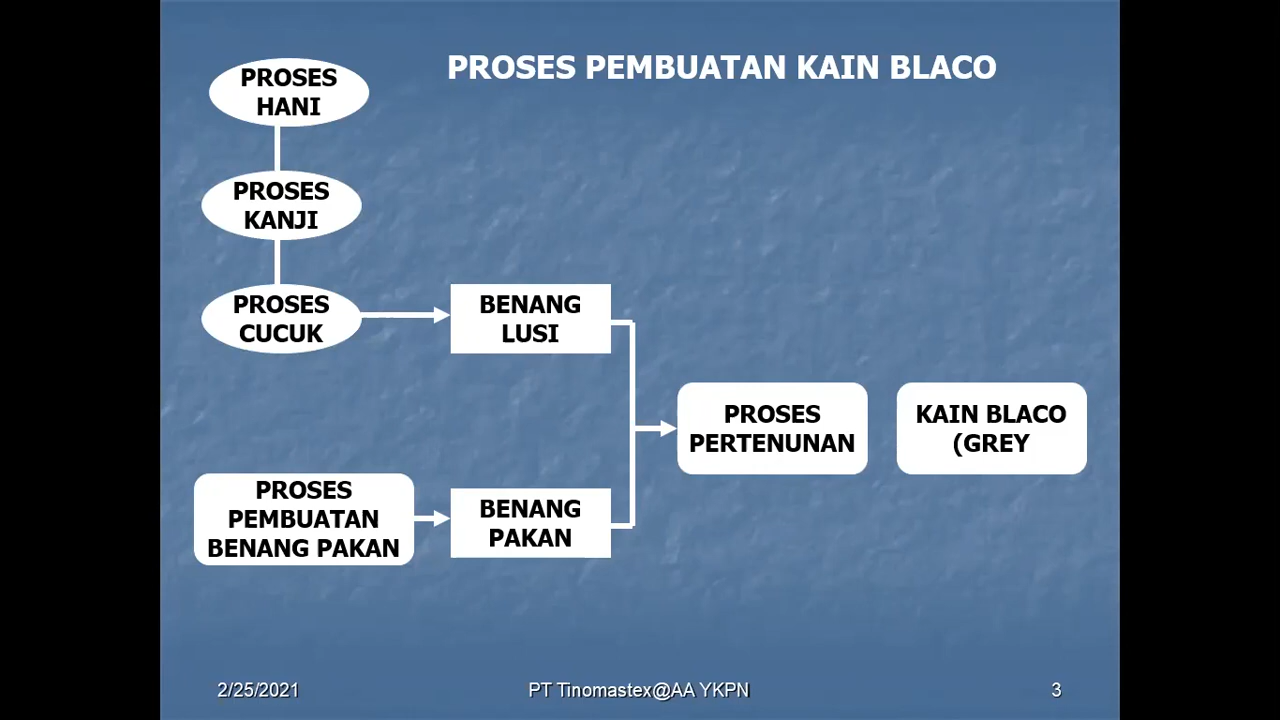 PROSES PEMBUATAN KAIN BLACO
PROSES
HANI
PROSES
KANJI
PROSES
CUCUK
BENANG
LUSI
PROSES
PEMBUATAN
BENANG PAKAN
BENANG
PAKAN
PROSES
PERTENUNAN
KAIN BLACO
(GREY
2/25/2021
PT Tinomastex@AA YKPN
3